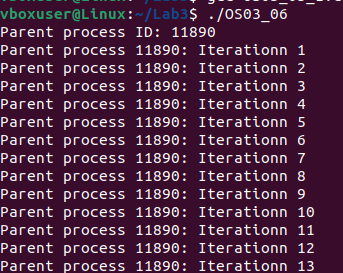 vboxuser@Linux:~/Lab3$ ./OS03_06
Parent process ID: 11890
Parent process 11890: Iterationn 1
Parent process 11890: Iterationn 2
Parent process 11890: Iterationn 3
Parent process 11890: Iterationn 4
Parent process 11890: Iterationn 5
Parent process 11890: Iterationn 6
Parent process 11890: Iterationn 7
Parent process 11890: Iterationn 8
Parent process 11890: Iterationn 9
Parent process 11890: Iterationn 10
Parent process 11890: Iterationn 11
Parent process 11890: Iterationn 12
Parent process 11890: Iterationn 13